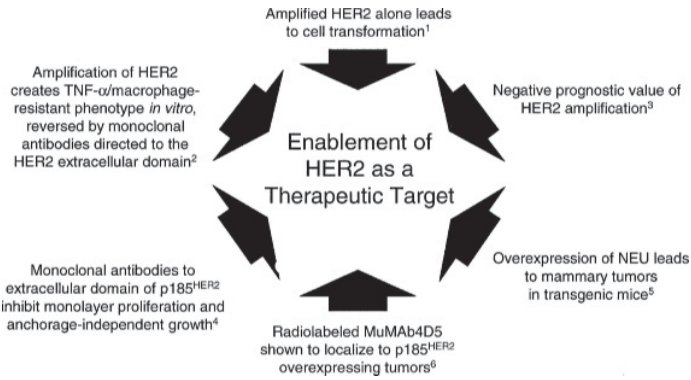 Amplified HER2 alone leads
to cell transformation¹
Amplification of HER2
creates TNF-α/macrophage-
resistant phenotype in vitro,
reversed by monoclonal
antibodies directed to the
HER2 extracellular domain²
Negative prognostic value of
HER2 amplification³
Enablement of
HER2 as a
Therapeutic Target
Monoclonal antibodies to
extracellular domain of p185ᴴᴱᴿ²
inhibit monolayer proliferation and
anchorage-independent growth⁴
Overexpression of NEU leads
to mammary tumors
in transgenic mice⁵
Radiolabeled MuMAb4D5
shown to localize to p185ᴴᴱᴿ²
overexpressing tumors⁶